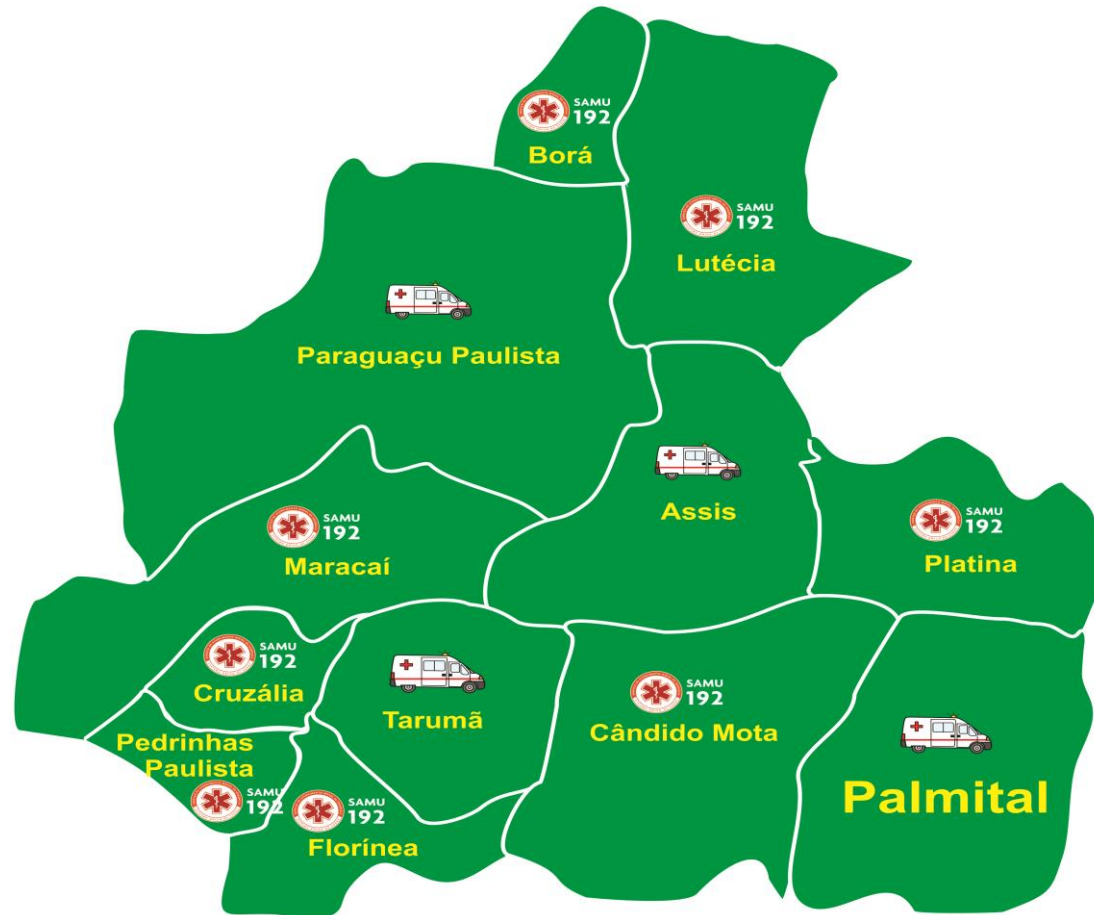 SAMU
192
Borá
SAMU
192
Lutécia
Paraguaçu Paulista
Assis
SAMU
192
Maracaí
SAMU
192
Platina
SAMU
192
Cruzália
Tarumã
SAMU
192
Cândido Mota
Pedrinhas
Paulista
SAMU
192
SAMU
192
Florínea
Palmital